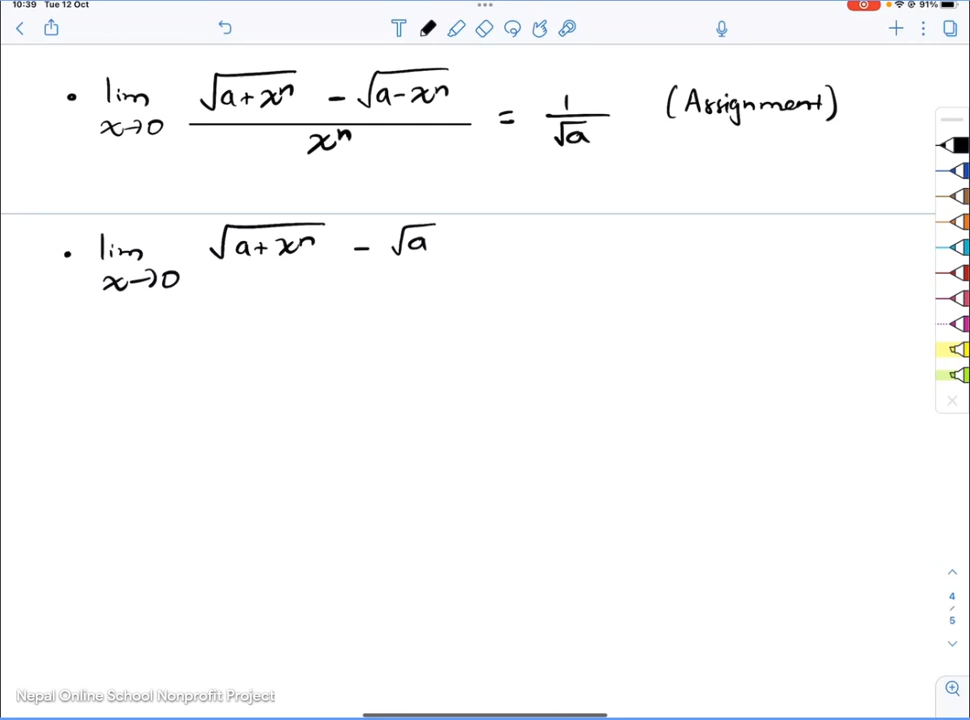 10:39 Tue 12 Oct
91%
• lim x→0 (√(a+xⁿ) − √(a−xⁿ)) / xⁿ = 1/√a (Assignment)
• lim x→0 √(a+xⁿ) − √a
4
/
5
Nepal Online School Nonprofit Project